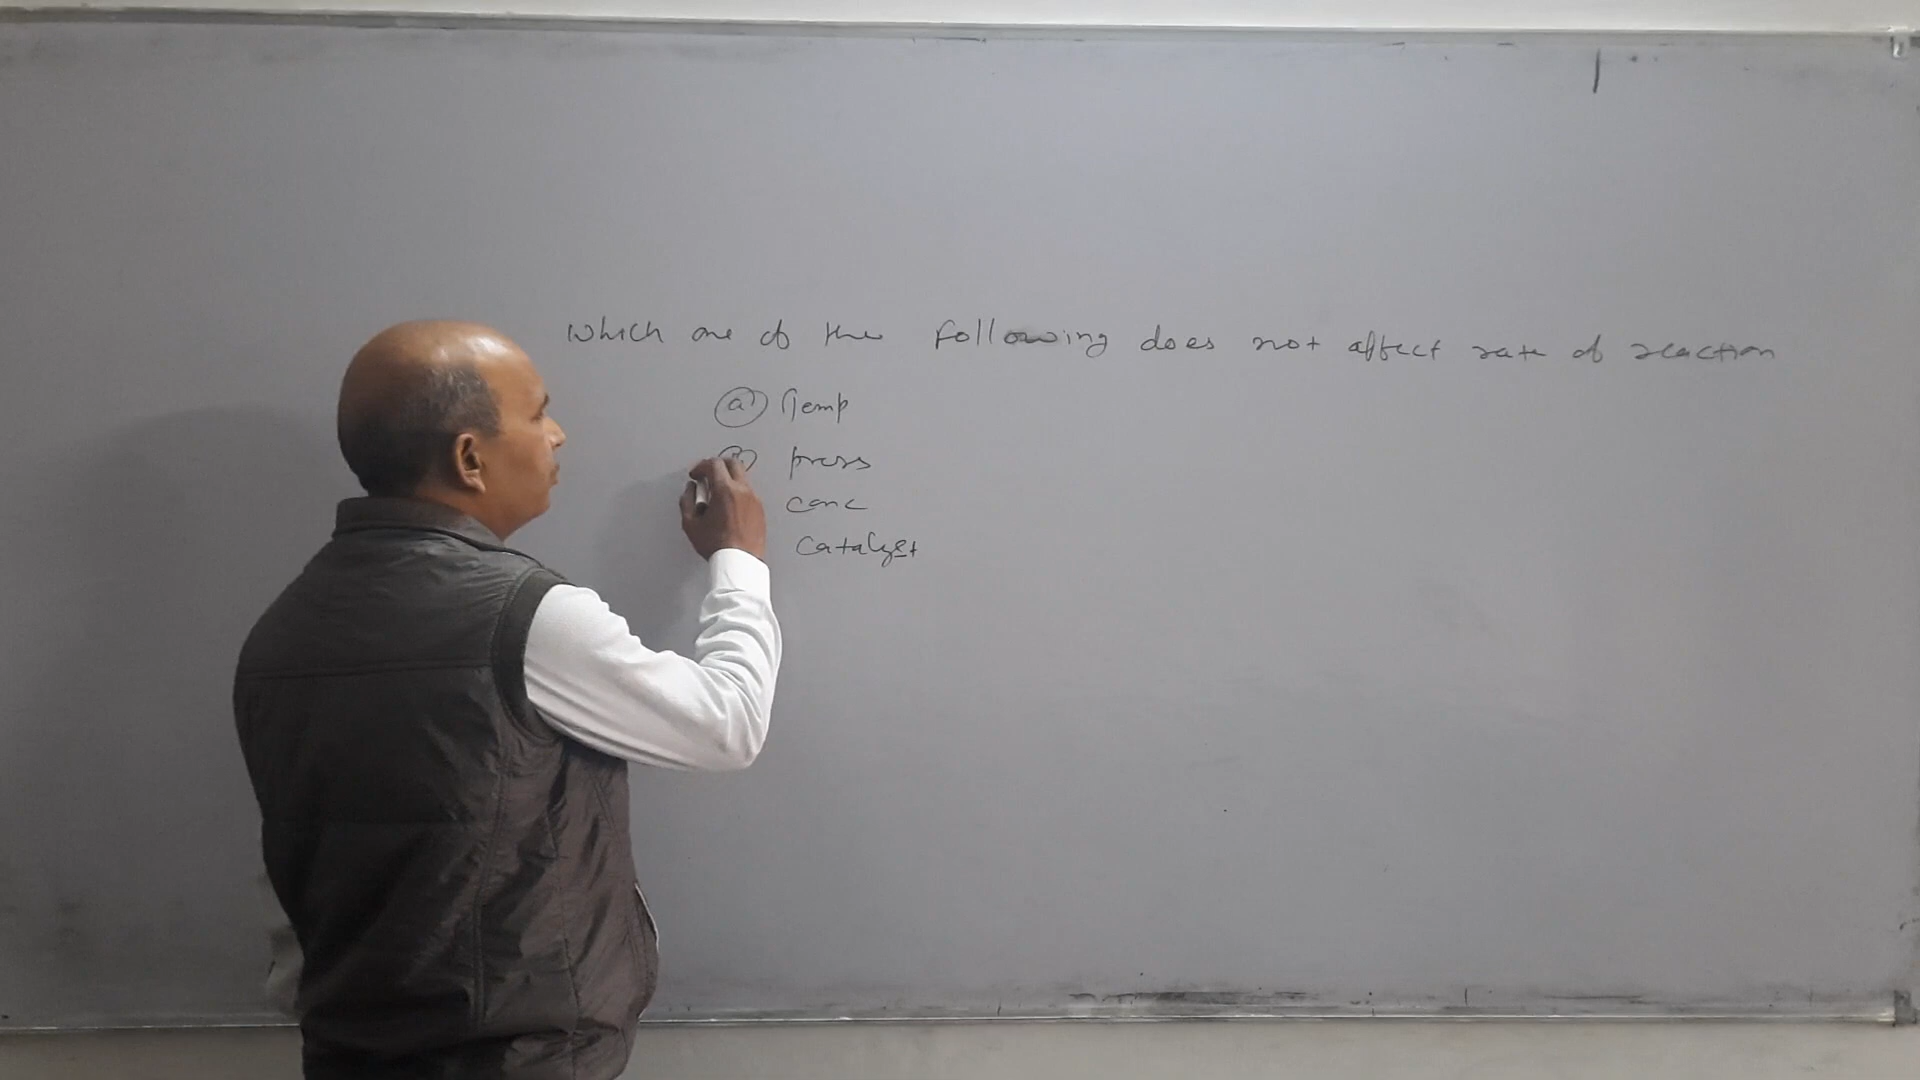 which one of the following does not affect rate of reaction
(a) Temp
press
conc
catalyst